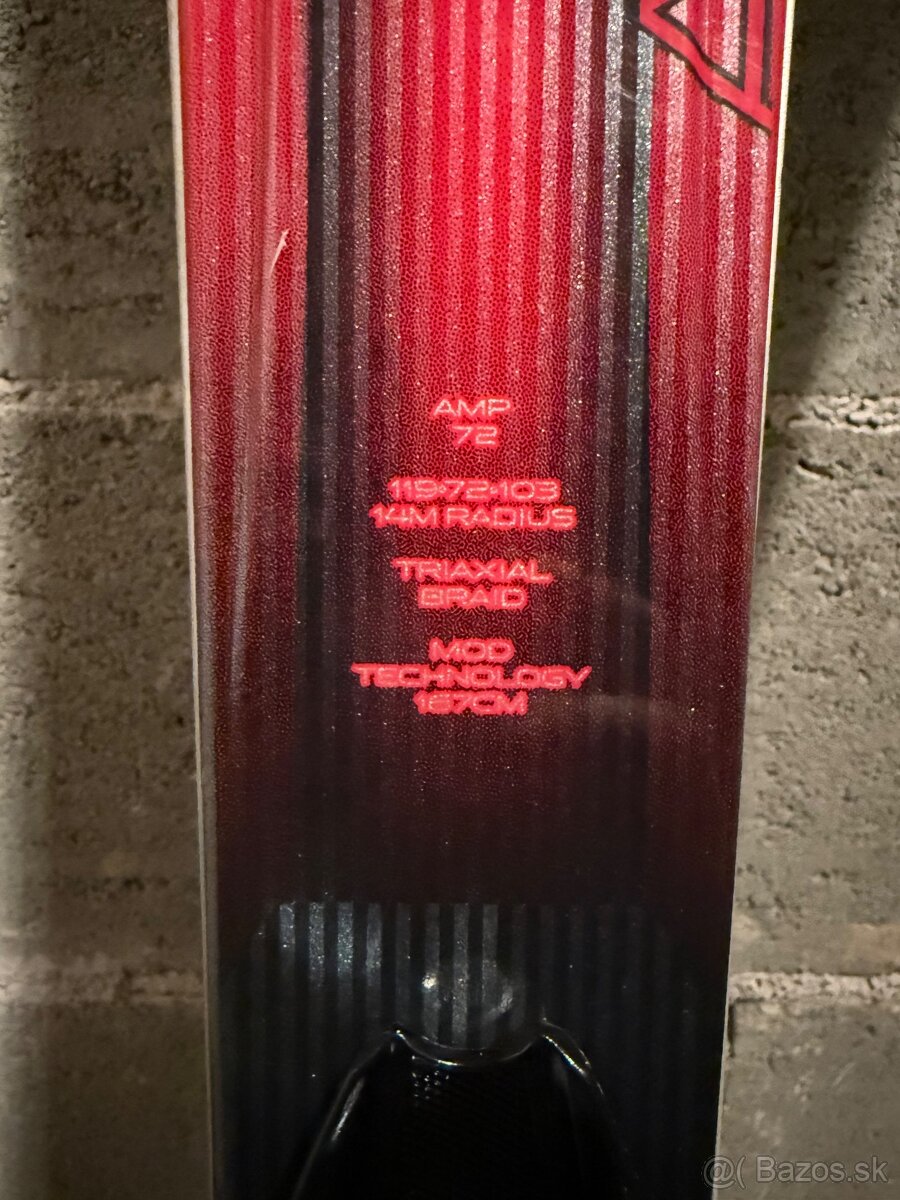 AMP
72
119•72•103
14M RADIUS
TRIAXIAL
BRAID
MOD
TECHNOLOGY
167CM
@( Bazos.sk